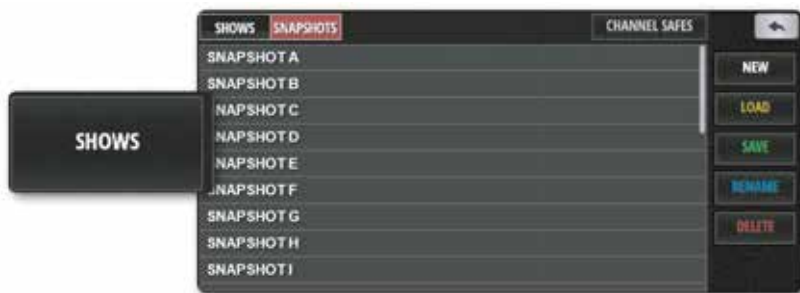 SHOWS SNAPSHOTS CHANNEL SAFES
SNAPSHOT A
NEW
SNAPSHOT B
NAPSHOT C
LOAD
SHOWS
NAPSHOT D
SAVE
NAPSHOT E
NAPSHOT F
RENAME
SNAPSHOT G
DELETE
SNAPSHOT H
SNAPSHOT I